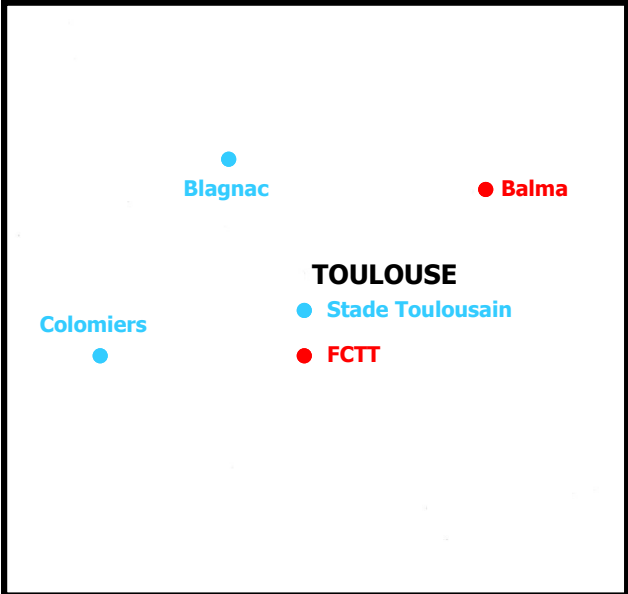 Blagnac
Balma
TOULOUSE
Stade Toulousain
Colomiers
FCTT